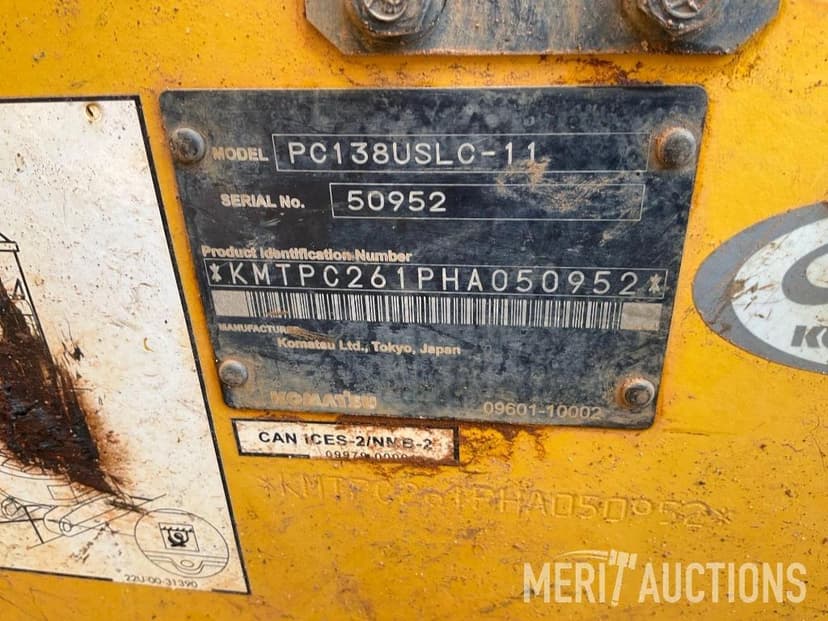 MODEL PC138USLC-11
SERIAL No. 50952
Product Identification Number
*KMTPC261PHA050952*
MANUFACTURER
Komatsu Ltd., Tokyo, Japan
KOMATSU 09601-10002
CAN ICES-2/NMB-2
*KMTPC261PHA050952*
22U-00-31390
MERIT AUCTIONS